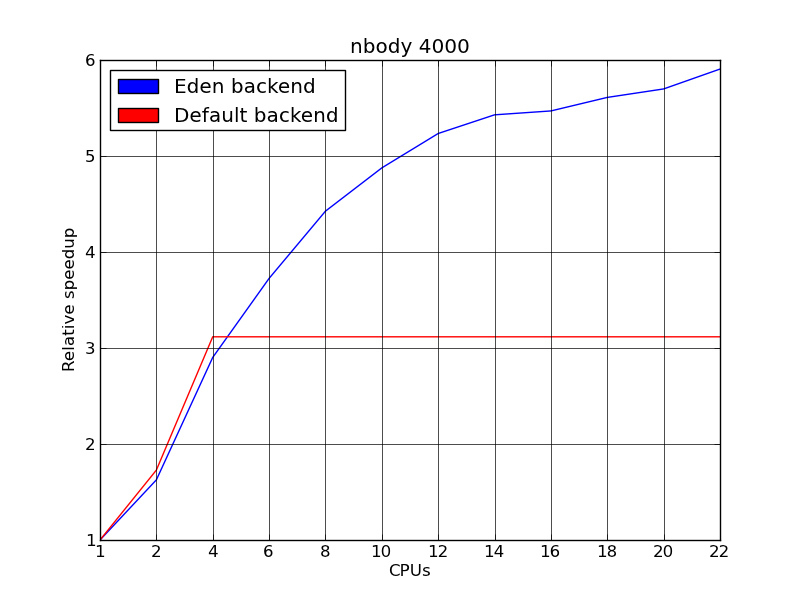 nbody 4000
Eden backend
Default backend
Relative speedup
6
5
4
3
2
1
1 2 4 6 8 10 12 14 16 18 20 22
CPUs